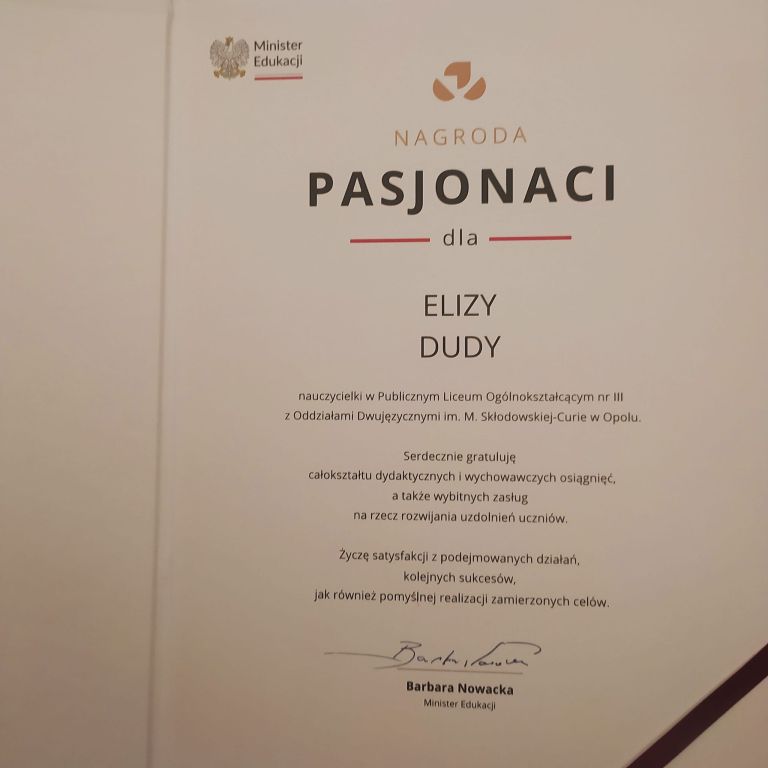 Minister
Edukacji
NAGRODA
PASJONACI
dla
ELIZY
DUDY
nauczycielki w Publicznym Liceum Ogólnokształcącym nr III
z Oddziałami Dwujęzycznymi im. M. Skłodowskiej-Curie w Opolu.
Serdecznie gratuluję
całokształtu dydaktycznych i wychowawczych osiągnięć,
a także wybitnych zasług
na rzecz rozwijania uzdolnień uczniów.
Życzę satysfakcji z podejmowanych działań,
kolejnych sukcesów,
jak również pomyślnej realizacji zamierzonych celów.
Barbara Nowacka
Minister Edukacji